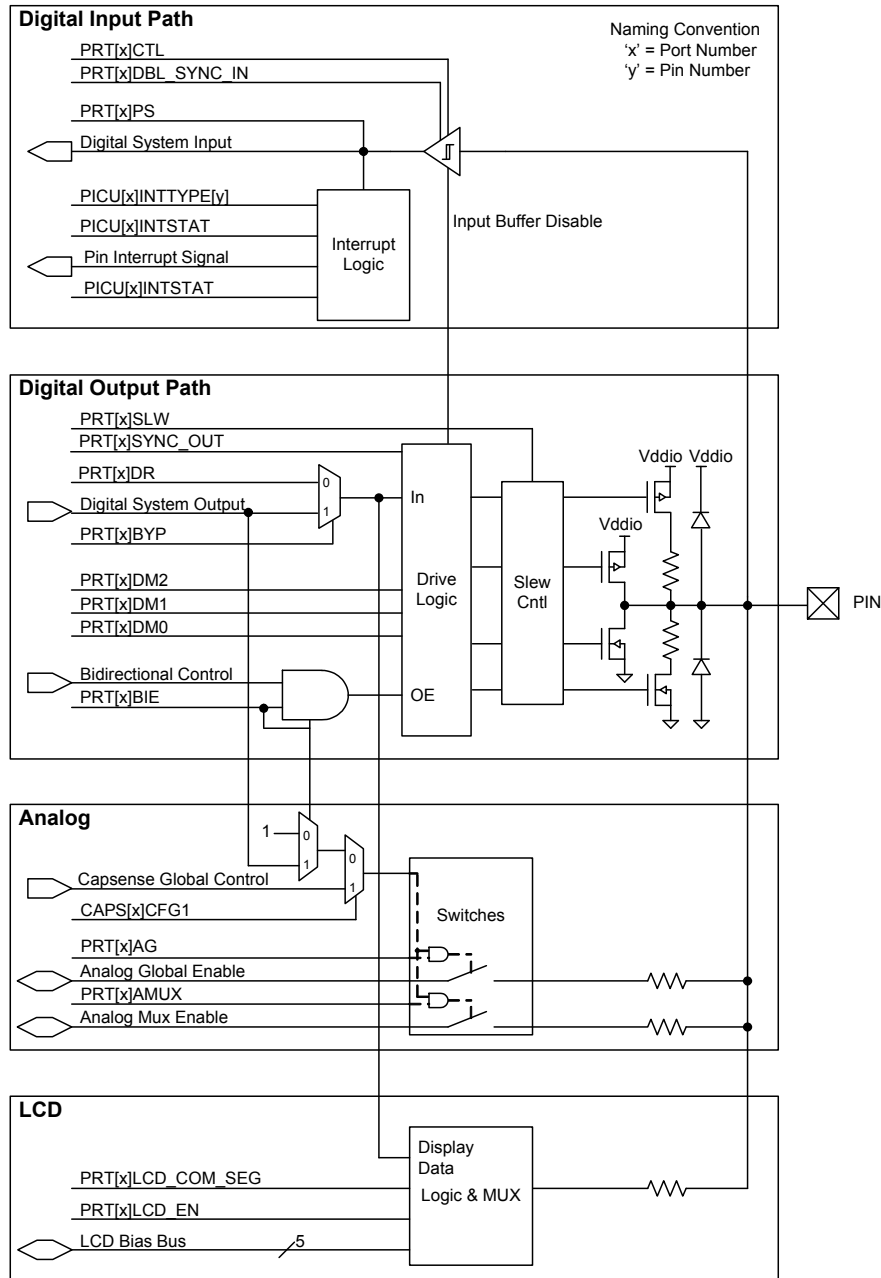 Digital Input Path
Naming Convention
‘x’ = Port Number
‘y’ = Pin Number
PRT[x]CTL
PRT[x]DBL_SYNC_IN
PRT[x]PS
Digital System Input
PICU[x]INTTYPE[y]
PICU[x]INTSTAT
Pin Interrupt Signal
PICU[x]INTSTAT
Interrupt
Logic
Input Buffer Disable
Digital Output Path
PRT[x]SLW
PRT[x]SYNC_OUT
PRT[x]DR
Digital System Output
PRT[x]BYP
0
1
PRT[x]DM2
PRT[x]DM1
PRT[x]DM0
Bidirectional Control
PRT[x]BIE
In
Drive
Logic
OE
Slew
Cntl
Vddio
Vddio
Vddio
PIN
Analog
1
0
1
0
1
Capsense Global Control
CAPS[x]CFG1
Switches
PRT[x]AG
Analog Global Enable
PRT[x]AMUX
Analog Mux Enable
LCD
Display
Data
Logic & MUX
PRT[x]LCD_COM_SEG
PRT[x]LCD_EN
LCD Bias Bus
5